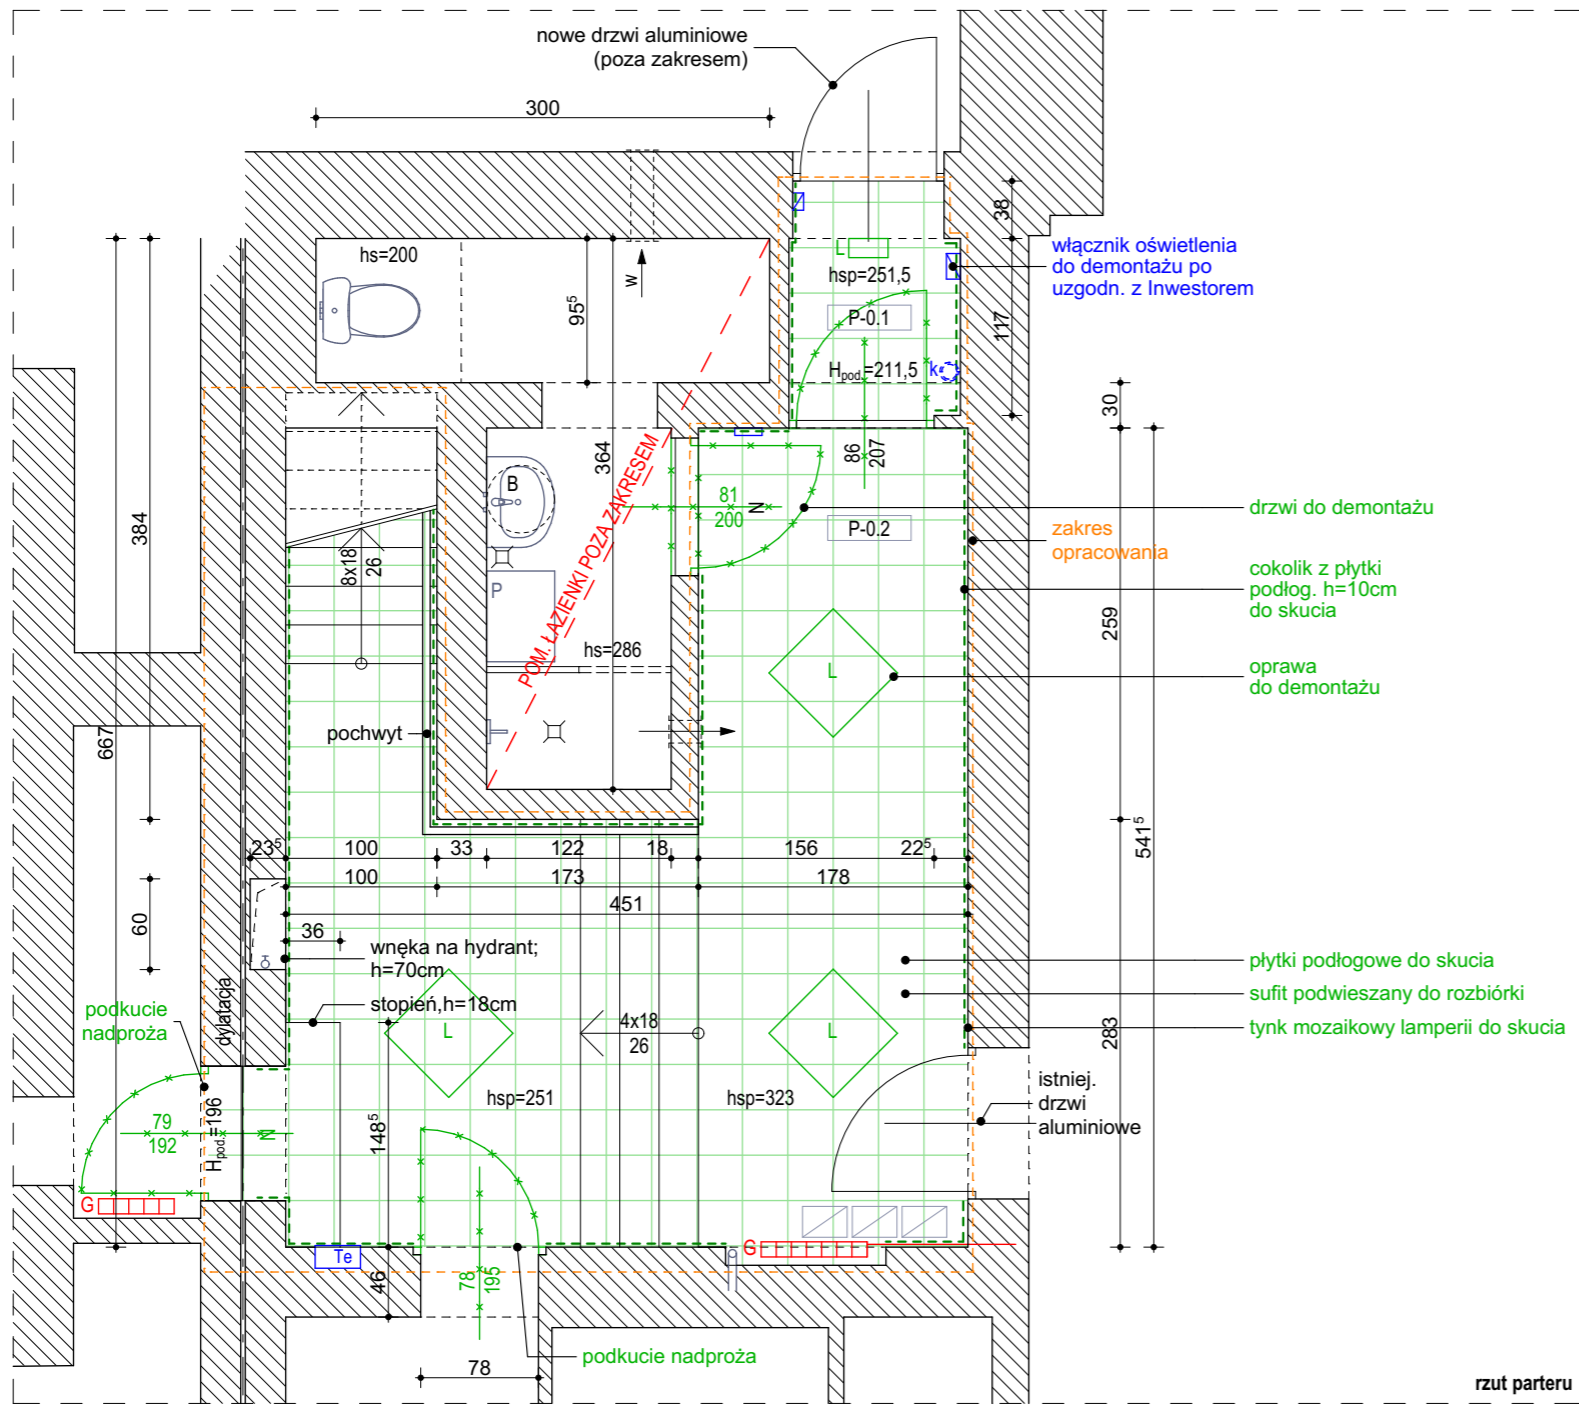 nowe drzwi aluminiowe
(poza zakresem)
300
38
hs=200
95⁵
w
L
hsp=251,5
włącznik oświetlenia
do demontażu po
uzgodn. z Inwestorem
P-0.1
117
H pod.=211,5
k
30
364
86
207
B
81
200
N
P-0.2
drzwi do demontażu
zakres
opracowania
384
8x18
26
P
POM. ŁAZIENKI POZA ZAKRESEM
cokolik z płytki
podłog. h=10cm
do skucia
259
hs=286
L
oprawa
do demontażu
667
pochwyt
541⁵
23⁵
100
33
122
18
156
22⁵
100
173
178
451
60
36
wnęka na hydrant;
h=70cm
płytki podłogowe do skucia
stopień,h=18cm
sufit podwieszany do rozbiórki
podkucie
nadproża
dylatacja
L
4x18
26
L
283
tynk mozaikowy lamperii do skucia
hsp=251
hsp=323
istniej.
drzwi
aluminiowe
79
192
H pod.=196
N
148⁵
G
Te
G
46
78
195
podkucie nadproża
78
rzut parteru